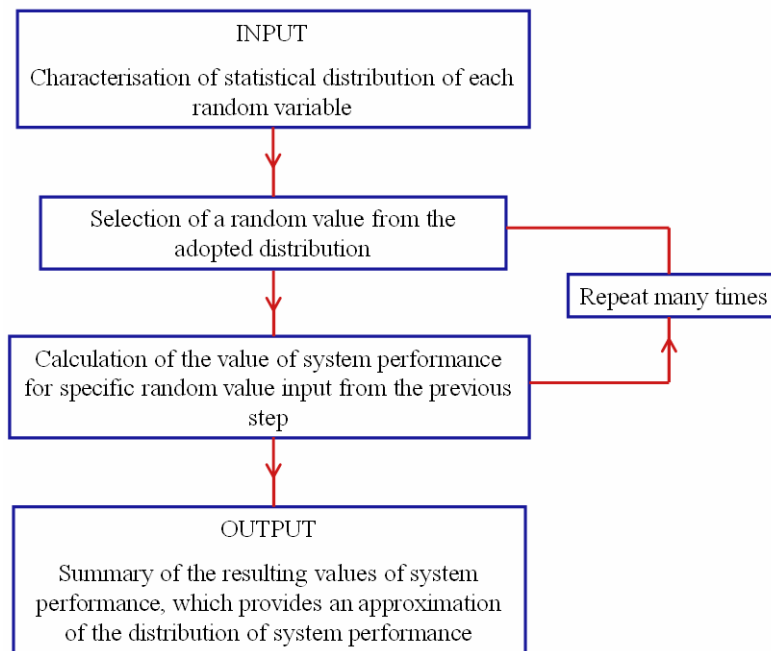 INPUT
Characterisation of statistical distribution of each
random variable
Selection of a random value from the
adopted distribution
Repeat many times
Calculation of the value of system performance
for specific random value input from the previous
step
OUTPUT
Summary of the resulting values of system
performance, which provides an approximation
of the distribution of system performance